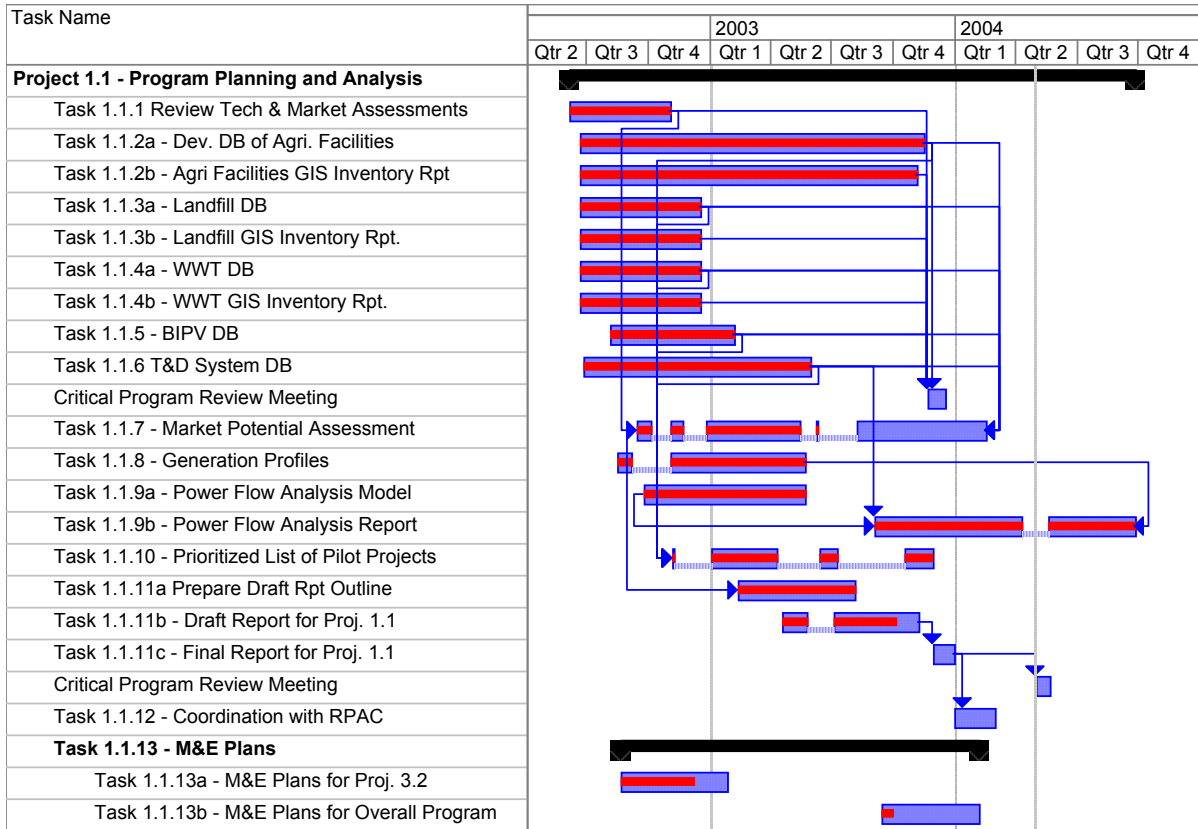 Task Name
2003 2004
Qtr 2 Qtr 3 Qtr 4 Qtr 1 Qtr 2 Qtr 3 Qtr 4 Qtr 1 Qtr 2 Qtr 3 Qtr 4
Project 1.1 - Program Planning and Analysis
Task 1.1.1 Review Tech & Market Assessments
Task 1.1.2a - Dev. DB of Agri. Facilities
Task 1.1.2b - Agri Facilities GIS Inventory Rpt
Task 1.1.3a - Landfill DB
Task 1.1.3b - Landfill GIS Inventory Rpt.
Task 1.1.4a - WWT DB
Task 1.1.4b - WWT GIS Inventory Rpt.
Task 1.1.5 - BIPV DB
Task 1.1.6 T&D System DB
Critical Program Review Meeting
Task 1.1.7 - Market Potential Assessment
Task 1.1.8 - Generation Profiles
Task 1.1.9a - Power Flow Analysis Model
Task 1.1.9b - Power Flow Analysis Report
Task 1.1.10 - Prioritized List of Pilot Projects
Task 1.1.11a Prepare Draft Rpt Outline
Task 1.1.11b - Draft Report for Proj. 1.1
Task 1.1.11c - Final Report for Proj. 1.1
Critical Program Review Meeting
Task 1.1.12 - Coordination with RPAC
Task 1.1.13 - M&E Plans
Task 1.1.13a - M&E Plans for Proj. 3.2
Task 1.1.13b - M&E Plans for Overall Program